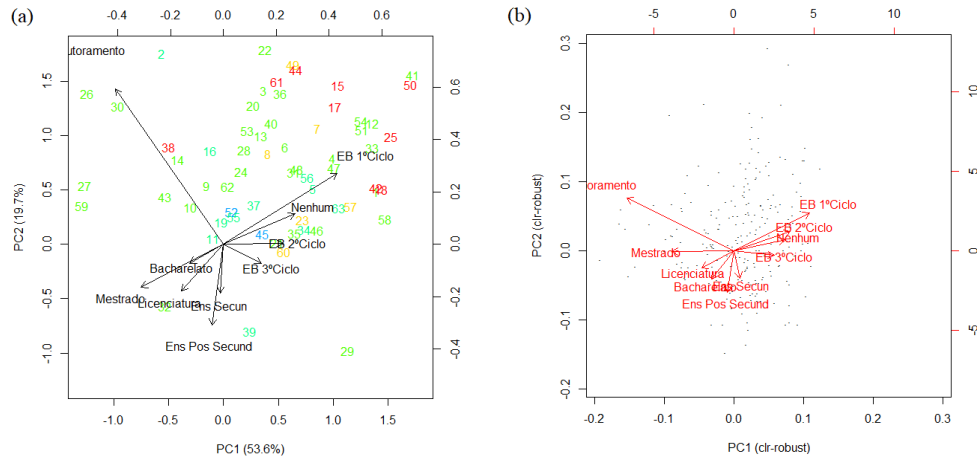 (a)
-0.4 -0.2 0.0 0.2 0.4 0.6
utoramento
2 22 49 44 61 15 41 50
26 30 3 36 20 17
53 40 13 7 54 12 51 25
38 14 16 28 8 6 33
4 EB 1ºCiclo
27 9 62 24 47 56 5
59 43 10 37 57 63 58
52 19 Nenhum 23
11 45 34 46 35 EB 2ºCiclo
Bacharelato EB 3ºCiclo 60
Mestrado Licenciatura Ens Secun
39 Ens Pos Secund
29
1.5 1.0 0.5 0.0 -0.5 -1.0
0.6 0.4 0.2 0.0 -0.2 -0.4
-1.0 -0.5 0.0 0.5 1.0 1.5
PC1 (53.6%)
PC2 (19.7%)
(b)
-5 0 5 10
0.3 0.2 0.1 0.0 -0.1 -0.2
10 5 0 -5
oramento
EB 1ºCiclo
EB 2ºCiclo
Nenhum
Mestrado
EB 3ºCiclo
Licenciatura
Bacharelato
Ens Secun
Ens Pos Secund
-0.2 -0.1 0.0 0.1 0.2 0.3
PC1 (clr-robust)
PC2 (clr-robust)